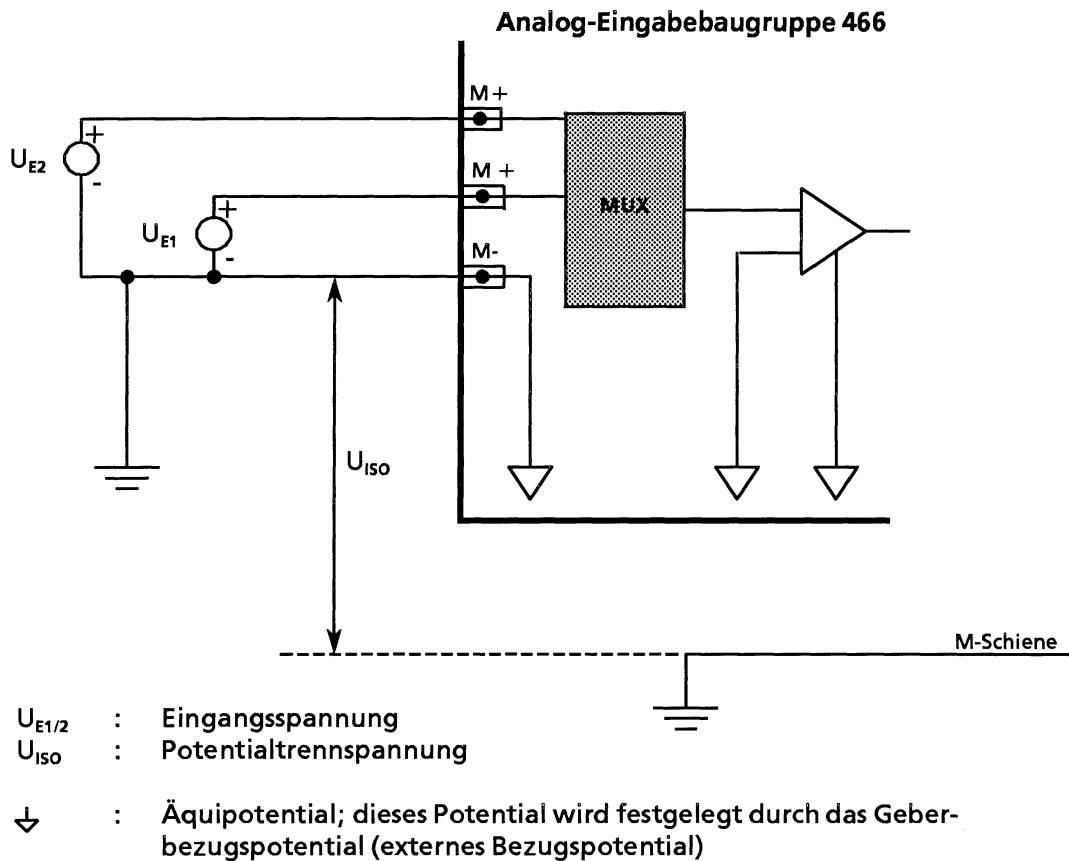 Analog-Eingabebaugruppe 466
M+
+
U_E2
-
M+
+
MUX
U_E1
-
M-
U_ISO
M-Schiene
U_E1/2 : Eingangsspannung
U_ISO : Potentialtrennspannung
: Äquipotential; dieses Potential wird festgelegt durch das Geber-
bezugspotential (externes Bezugspotential)